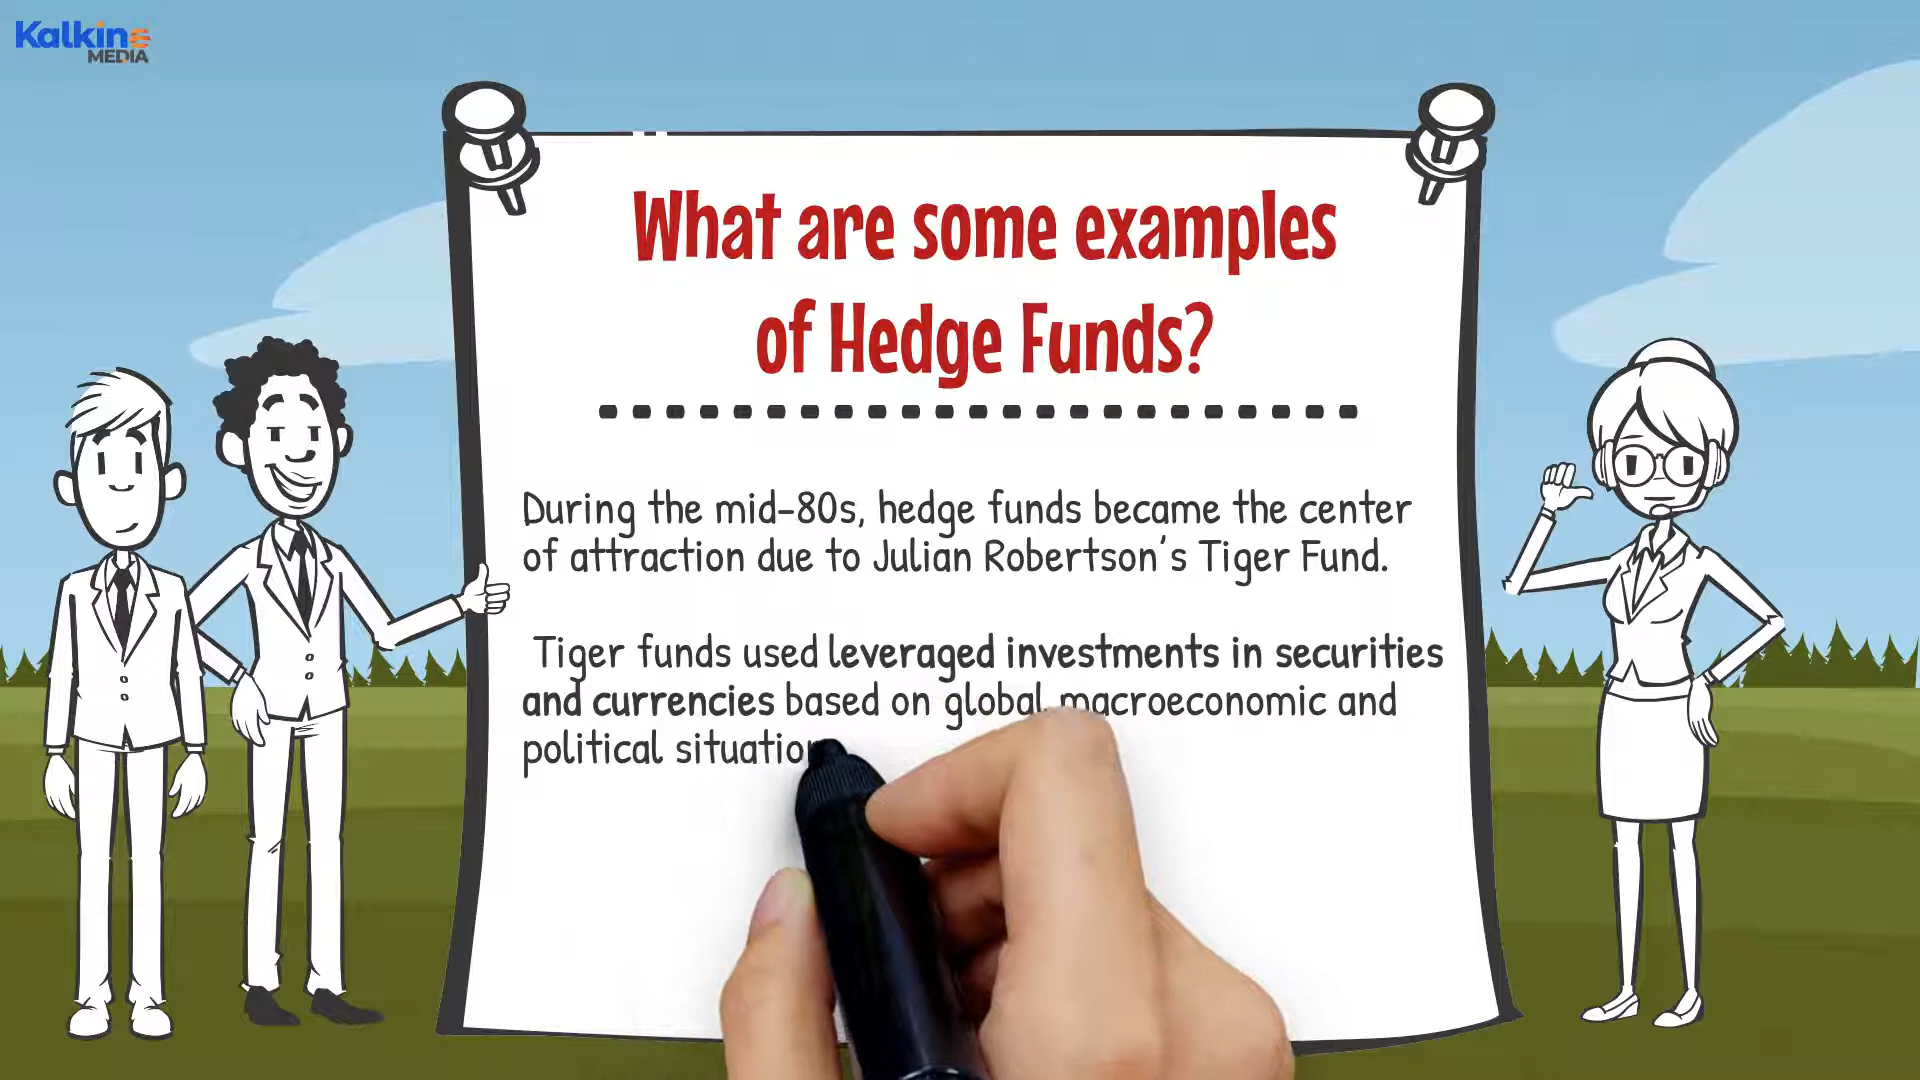 Kalkine
MEDIA
What are some examples
of Hedge Funds?
During the mid-80s, hedge funds became the center
of attraction due to Julian Robertson's Tiger Fund.
Tiger funds used leveraged investments in securities
and currencies based on global macroeconomic and
political situation